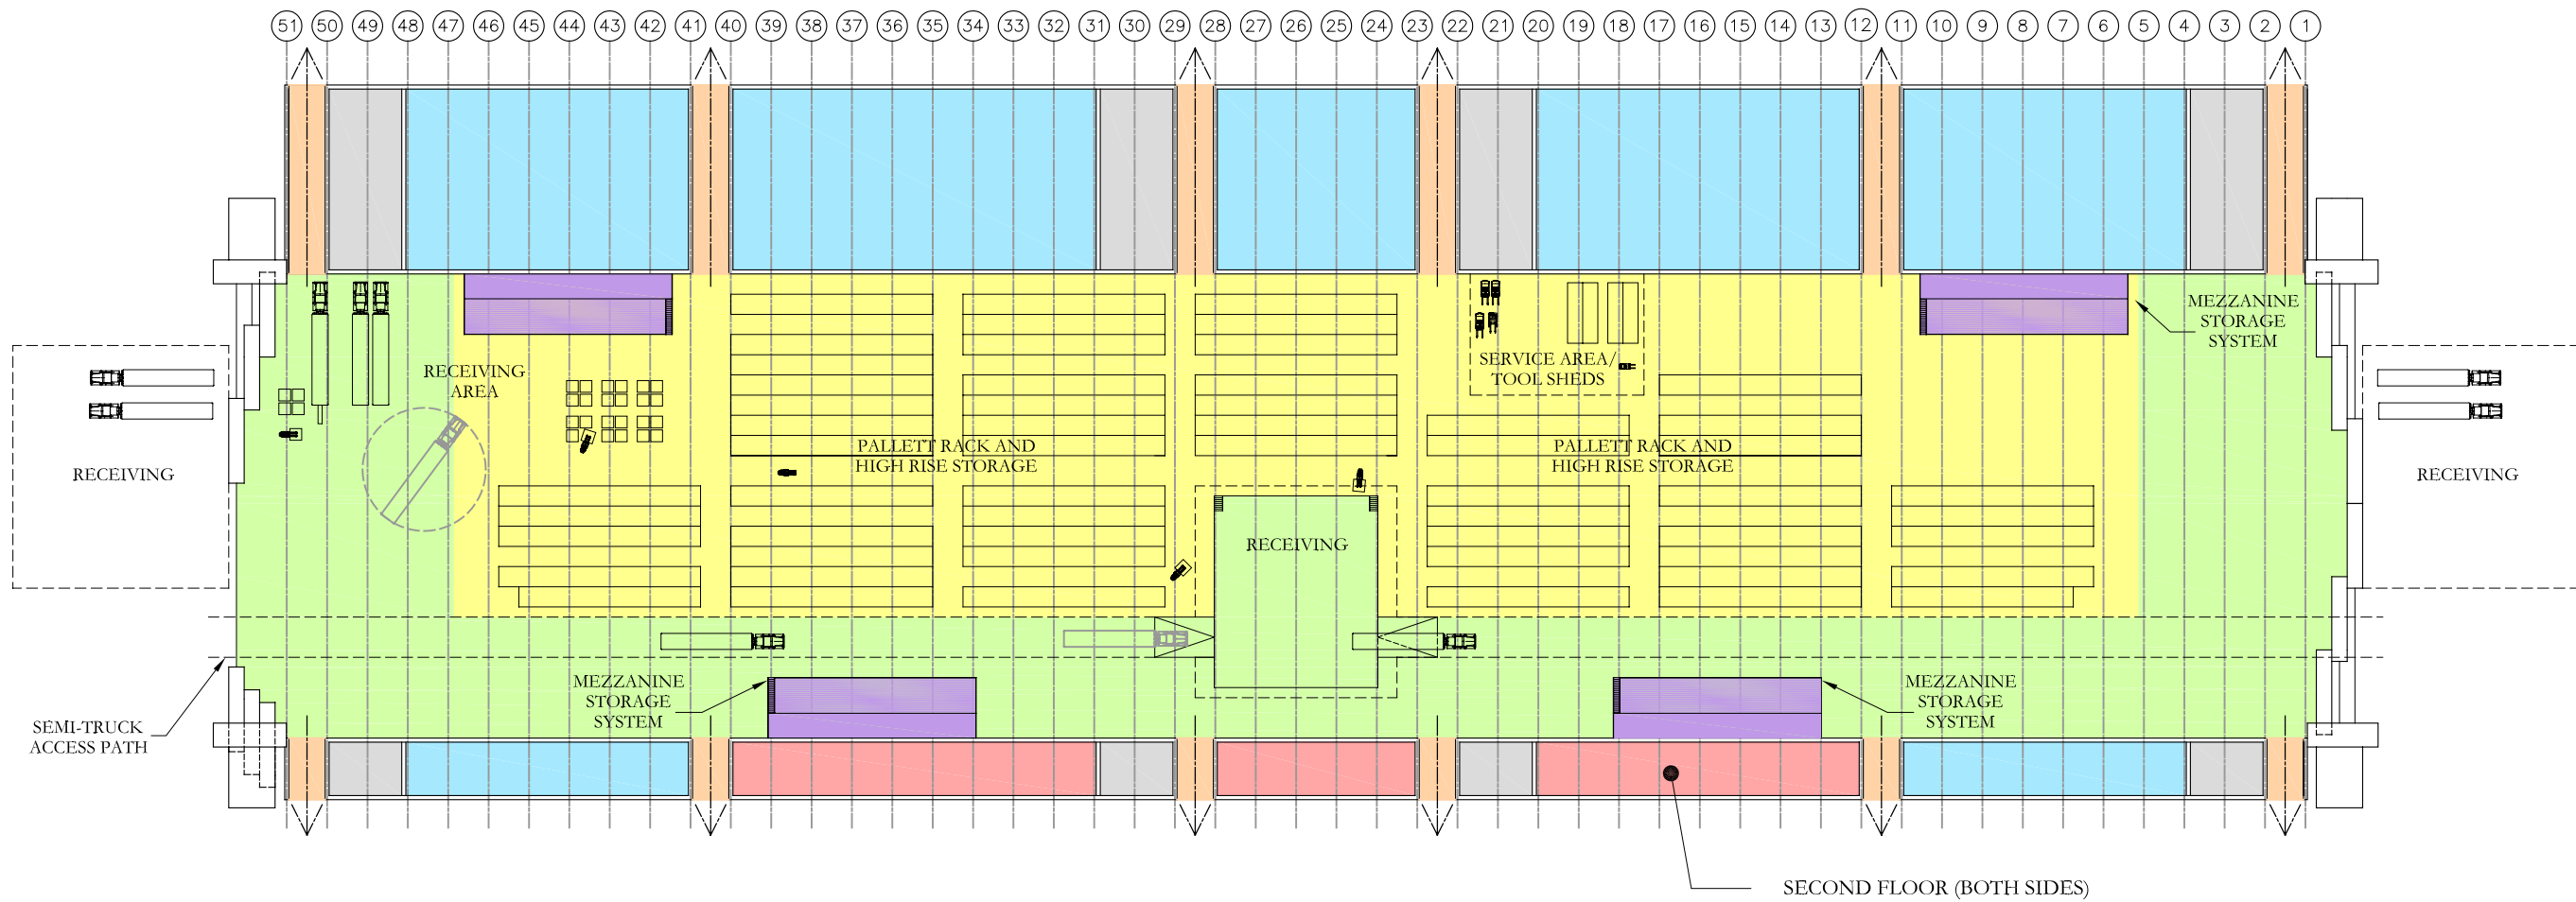 51 50 49 48 47 46 45 44 43 42 41 40 39 38 37 36 35 34 33 32 31 30 29 28 27 26 25 24 23 22 21 20 19 18 17 16 15 14 13 12 11 10 9 8 7 6 5 4 3 2 1
MEZZANINE
STORAGE
SYSTEM
RECEIVING
AREA
SERVICE AREA/
TOOL SHEDS
PALLETT RACK AND
HIGH RISE STORAGE
PALLETT RACK AND
HIGH RISE STORAGE
RECEIVING
RECEIVING
RECEIVING
MEZZANINE
STORAGE
SYSTEM
MEZZANINE
STORAGE
SYSTEM
SEMI-TRUCK
ACCESS PATH
SECOND FLOOR (BOTH SIDES)